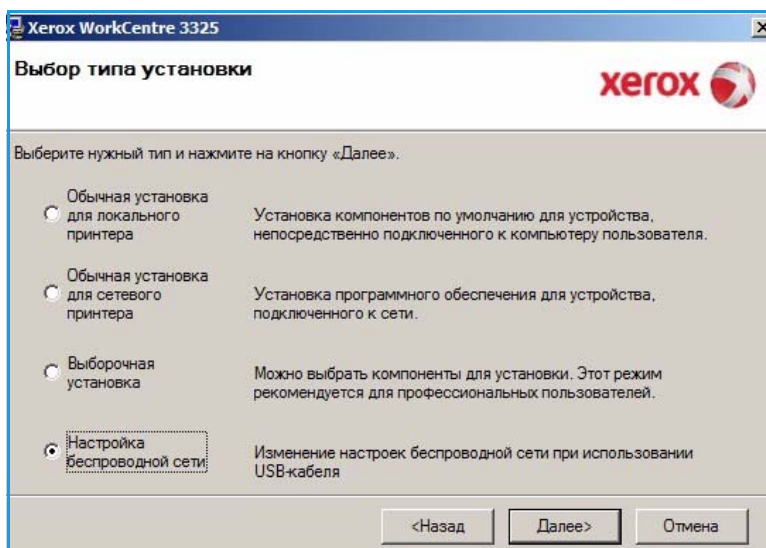 Xerox WorkCentre 3325
Выбор типа установки
xerox
Выберите нужный тип и нажмите на кнопку «Далее».
Обычная установка
для локального
принтера
Установка компонентов по умолчанию для устройства,
непосредственно подключенного к компьютеру пользователя.
Обычная установка
для сетевого
принтера
Установка программного обеспечения для устройства,
подключенного к сети.
Выборочная
установка
Можно выбрать компоненты для установки. Этот режим
рекомендуется для профессиональных пользователей.
Настройка
беспроводной сети
Изменение настроек беспроводной сети при использовании
USB-кабеля
<Назад
Далее>
Отмена